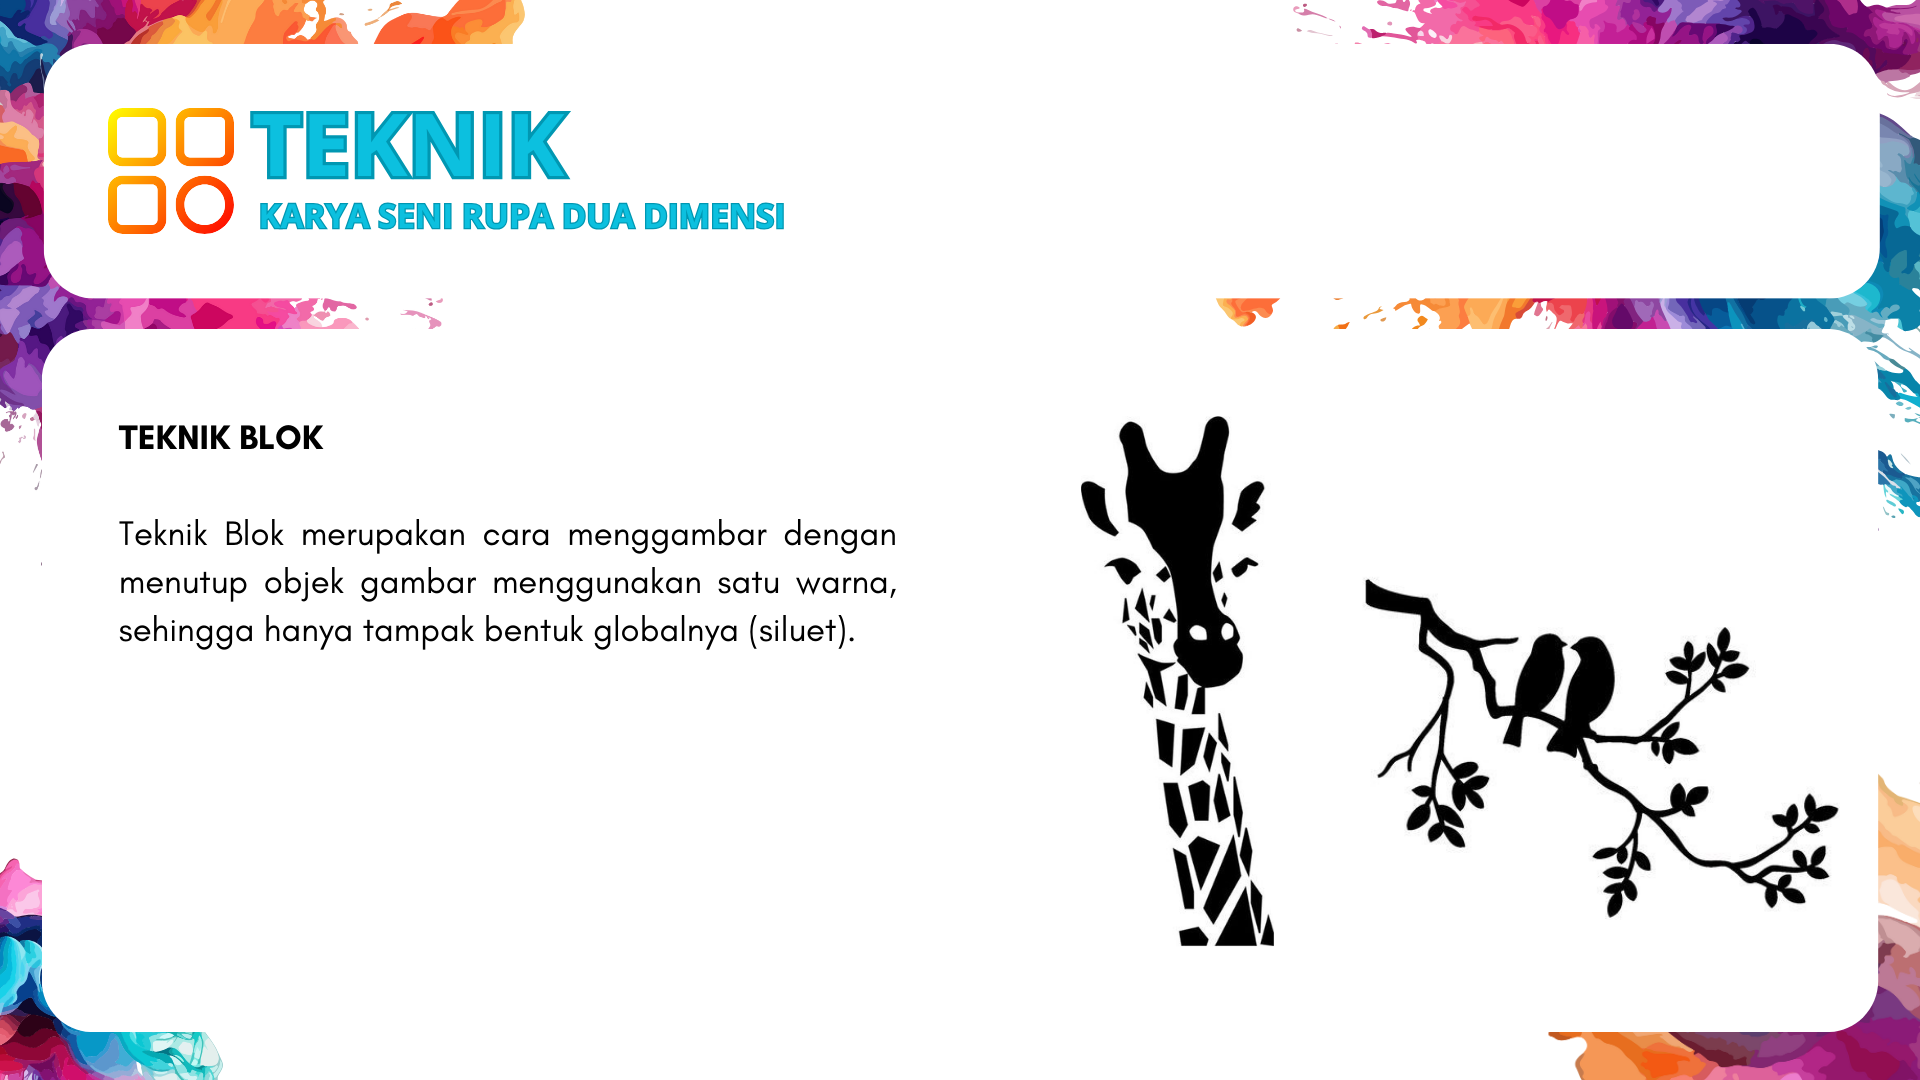 TEKNIK
KARYA SENI RUPA DUA DIMENSI
TEKNIK BLOK
Teknik Blok merupakan cara menggambar dengan
menutup objek gambar menggunakan satu warna,
sehingga hanya tampak bentuk globalnya (siluet).